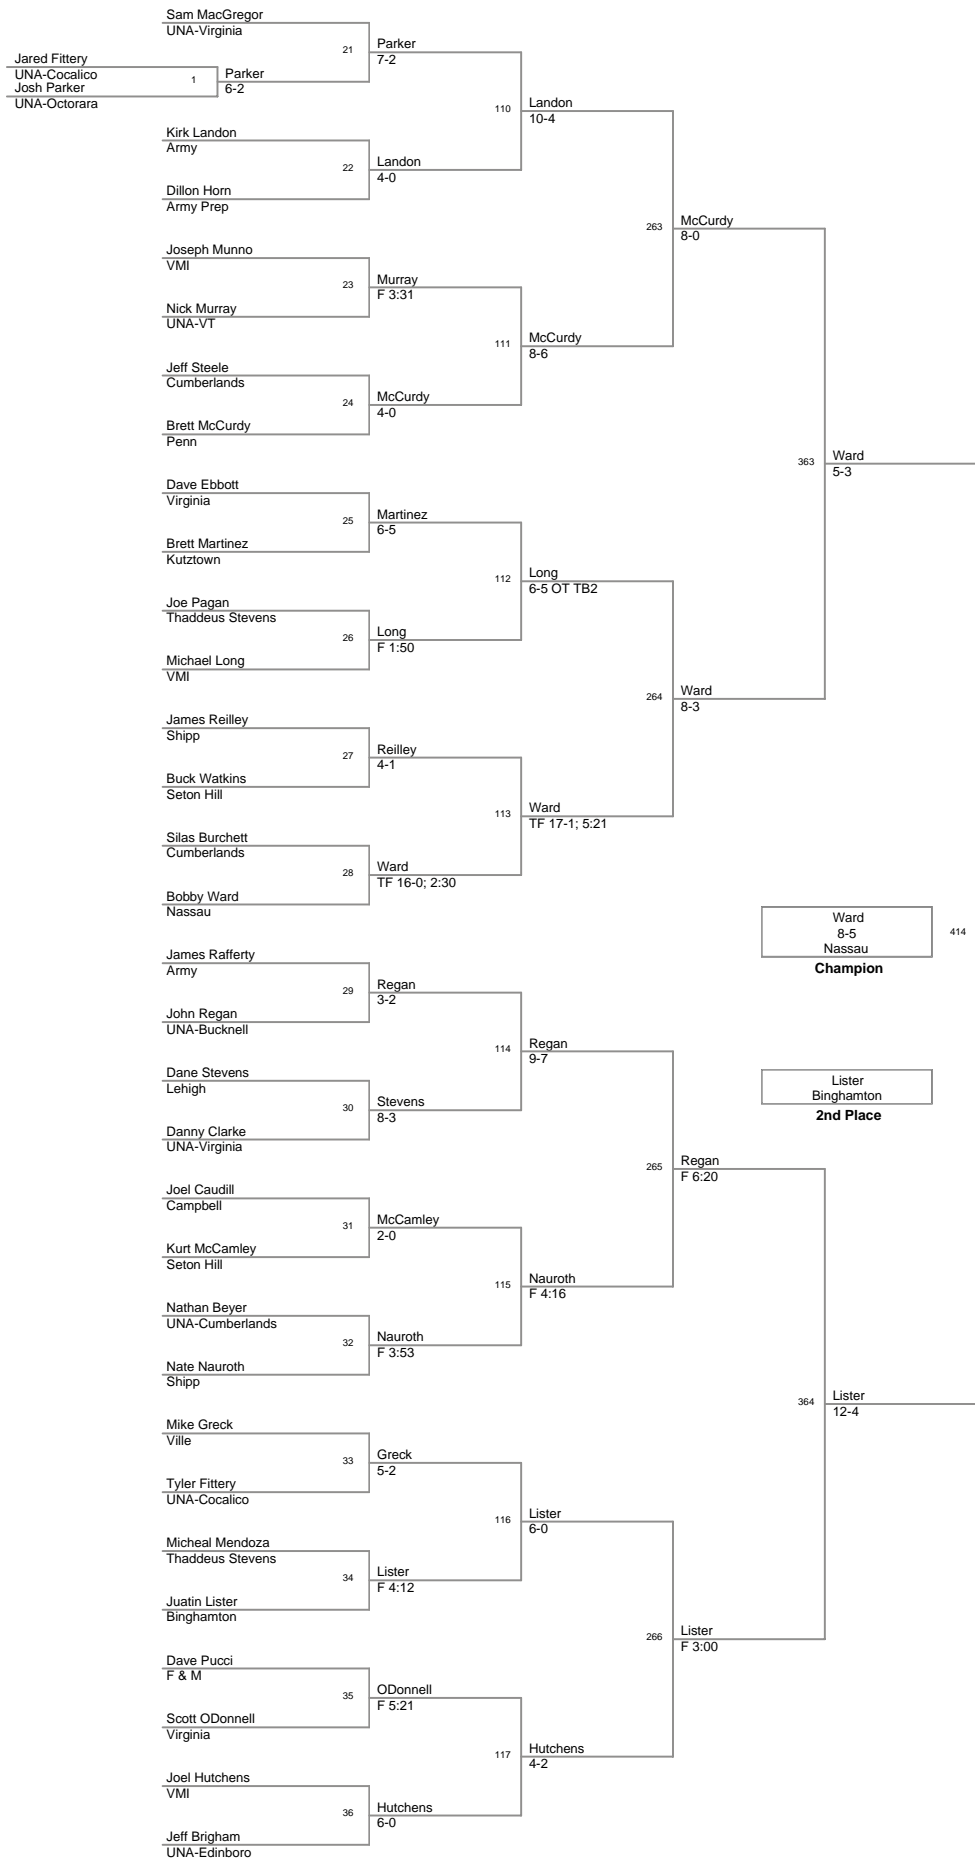 Sam MacGregor
UNA-Virginia
21
Parker
7-2
Jared Fittery
UNA-Cocalico
1
Parker
6-2
Josh Parker
UNA-Octorara
110
Landon
10-4
Kirk Landon
Army
22
Landon
4-0
Dillon Horn
Army Prep
263
McCurdy
8-0
Joseph Munno
VMI
23
Murray
F 3:31
Nick Murray
UNA-VT
111
McCurdy
8-6
Jeff Steele
Cumberlands
24
McCurdy
4-0
Brett McCurdy
Penn
363
Ward
5-3
Dave Ebbott
Virginia
25
Martinez
6-5
Brett Martinez
Kutztown
112
Long
6-5 OT TB2
Joe Pagan
Thaddeus Stevens
26
Long
F 1:50
Michael Long
VMI
264
Ward
8-3
James Reilley
Shipp
27
Reilley
4-1
Buck Watkins
Seton Hill
113
Ward
TF 17-1; 5:21
Silas Burchett
Cumberlands
28
Ward
TF 16-0; 2:30
Bobby Ward
Nassau
Ward
8-5
Nassau
414
Champion
James Rafferty
Army
29
Regan
3-2
John Regan
UNA-Bucknell
114
Regan
9-7
Dane Stevens
Lehigh
30
Stevens
8-3
Danny Clarke
UNA-Virginia
Lister
Binghamton
2nd Place
265
Regan
F 6:20
Joel Caudill
Campbell
31
McCamley
2-0
Kurt McCamley
Seton Hill
115
Nauroth
F 4:16
Nathan Beyer
UNA-Cumberlands
32
Nauroth
F 3:53
Nate Nauroth
Shipp
364
Lister
12-4
Mike Greck
Ville
33
Greck
5-2
Tyler Fittery
UNA-Cocalico
116
Lister
6-0
Micheal Mendoza
Thaddeus Stevens
34
Lister
F 4:12
Juatin Lister
Binghamton
266
Lister
F 3:00
Dave Pucci
F & M
35
ODonnell
F 5:21
Scott ODonnell
Virginia
117
Hutchens
4-2
Joel Hutchens
VMI
36
Hutchens
6-0
Jeff Brigham
UNA-Edinboro